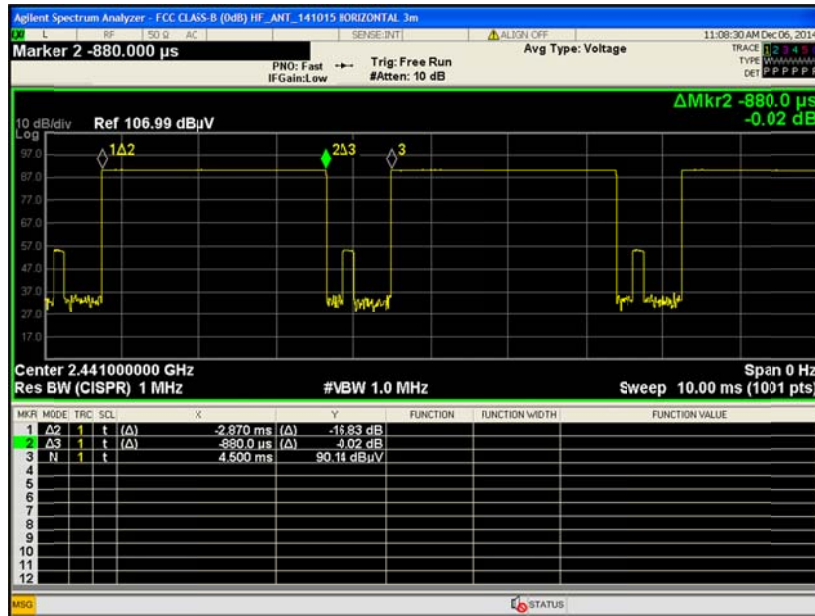 Agilent Spectrum Analyzer - FCC CLASS-B (0dB) HF_ANT_141015 HORIZONTAL 3m
L RF 50 Ω AC SENSE:INT ALIGN OFF 11:08:30 AM Dec 06, 2014
Marker 2 -880.000 µs Avg Type: Voltage TRACE 1 2 3 4 5
PNO: Fast Trig: Free Run TYPE
IFGain:Low #Atten: 10 dB DET P P P P P
ΔMkr2 -880.0 µs
10 dB/div Ref 106.99 dBµV -0.02 dB
Log
97.0 1Δ2 2Δ3 3
87.0
77.0
67.0
57.0
47.0
37.0
27.0
17.0
Center 2.441000000 GHz Span 0 Hz
Res BW (CISPR) 1 MHz #VBW 1.0 MHz Sweep 10.00 ms (1001 pts)
MKR MODE TRC SCL X Y FUNCTION FUNCTION WIDTH FUNCTION VALUE
1 Δ2 1 t (Δ) -2.870 ms (Δ) -16.83 dB
2 Δ3 1 t (Δ) -880.0 µs (Δ) -0.02 dB
3 N 1 t 4.500 ms 90.14 dBµV
4
5
6
7
8
9
10
11
12
MSG STATUS